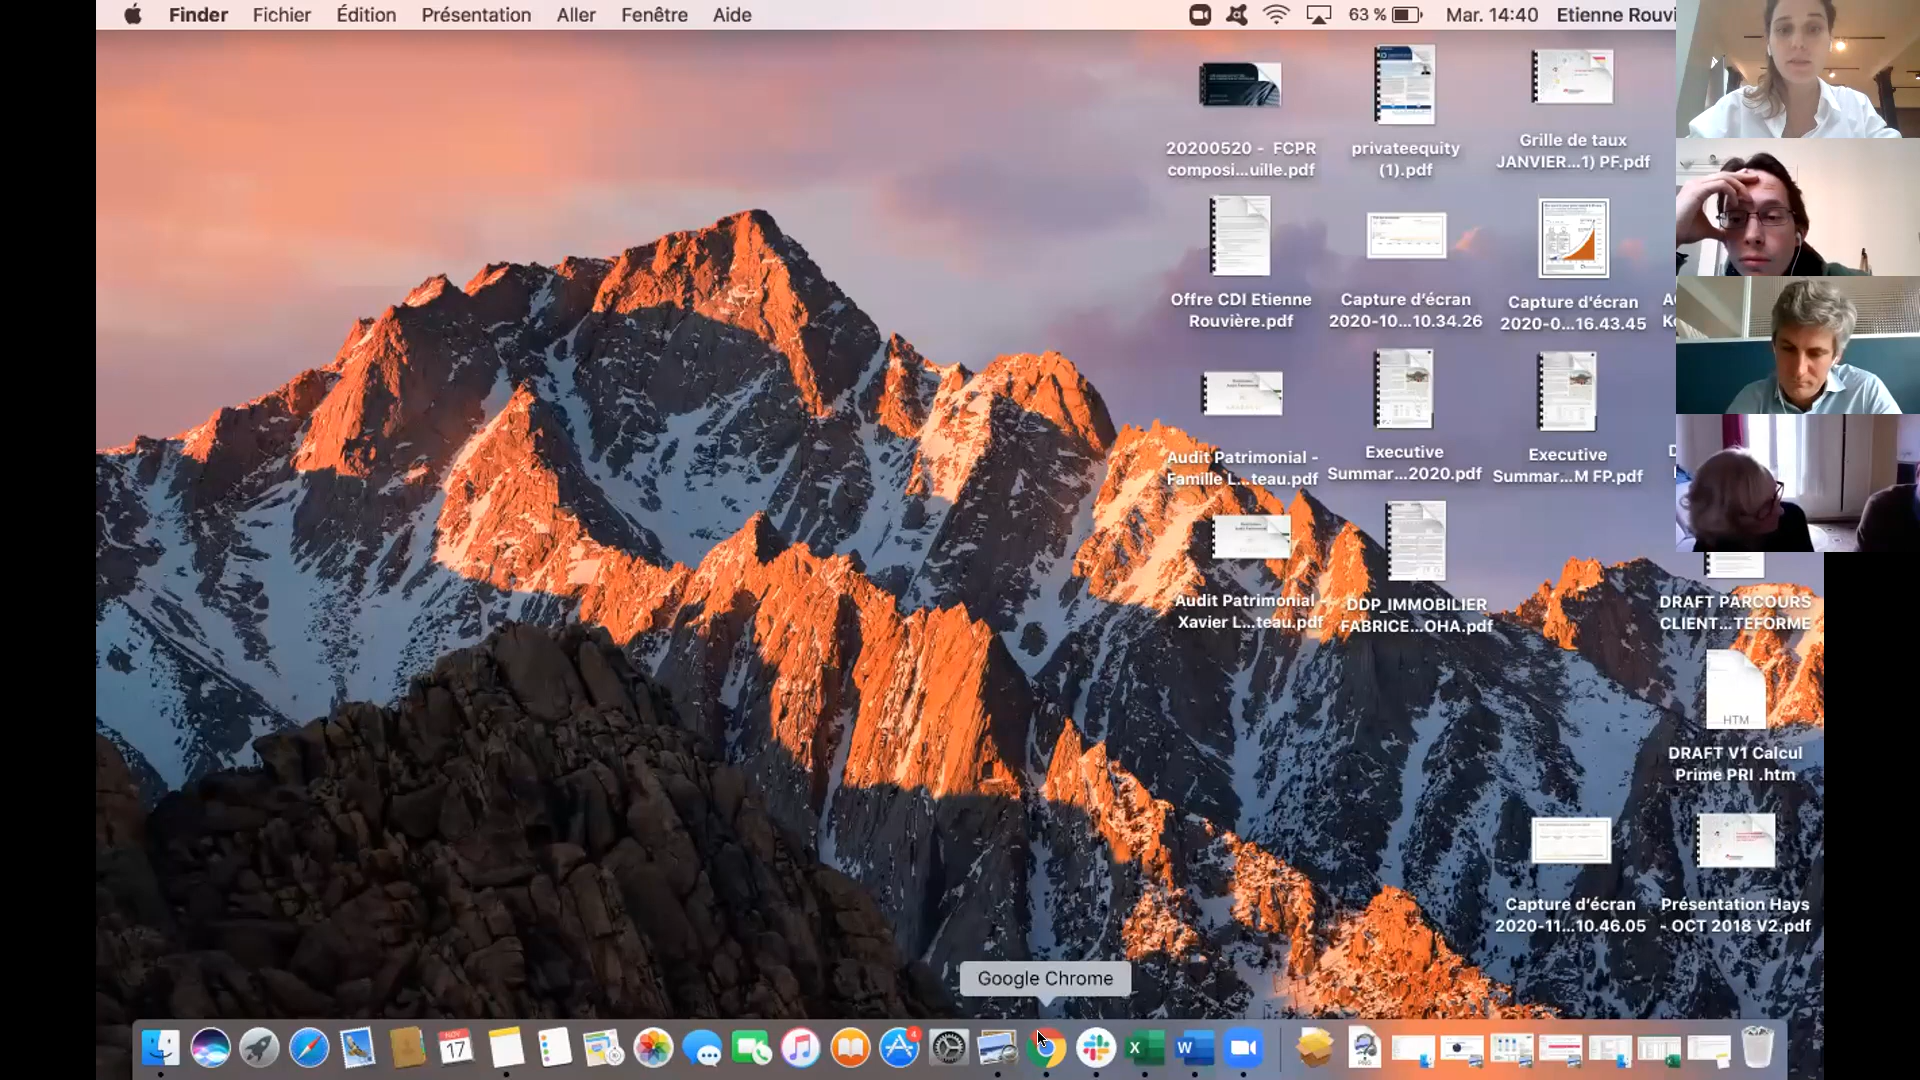 Finder Fichier Édition Présentation Aller Fenêtre Aide 63 % Mar. 14:40 Etienne Rouvi
20200520 - FCPR
composi...uille.pdf
privateequity
(1).pdf
Grille de taux
JANVIER...1) PF.pdf
Offre CDI Etienne
Rouvière.pdf
Capture d'écran
2020-10...10.34.26
Capture d'écran
2020-0...16.43.45
Audit Patrimonial -
Famille L...teau.pdf
Executive
Summar...2020.pdf
Executive
Summar...M FP.pdf
Audit Patrimonial -
Xavier L...teau.pdf
DDP_IMMOBILIER
FABRICE...OHA.pdf
DRAFT PARCOURS
CLIENT...TEFORME
HTM
DRAFT V1 Calcul
Prime PRI .htm
Capture d'écran
2020-11...10.46.05
Présentation Hays
- OCT 2018 V2.pdf
Google Chrome
NOV.
17
4
X
W
PNG